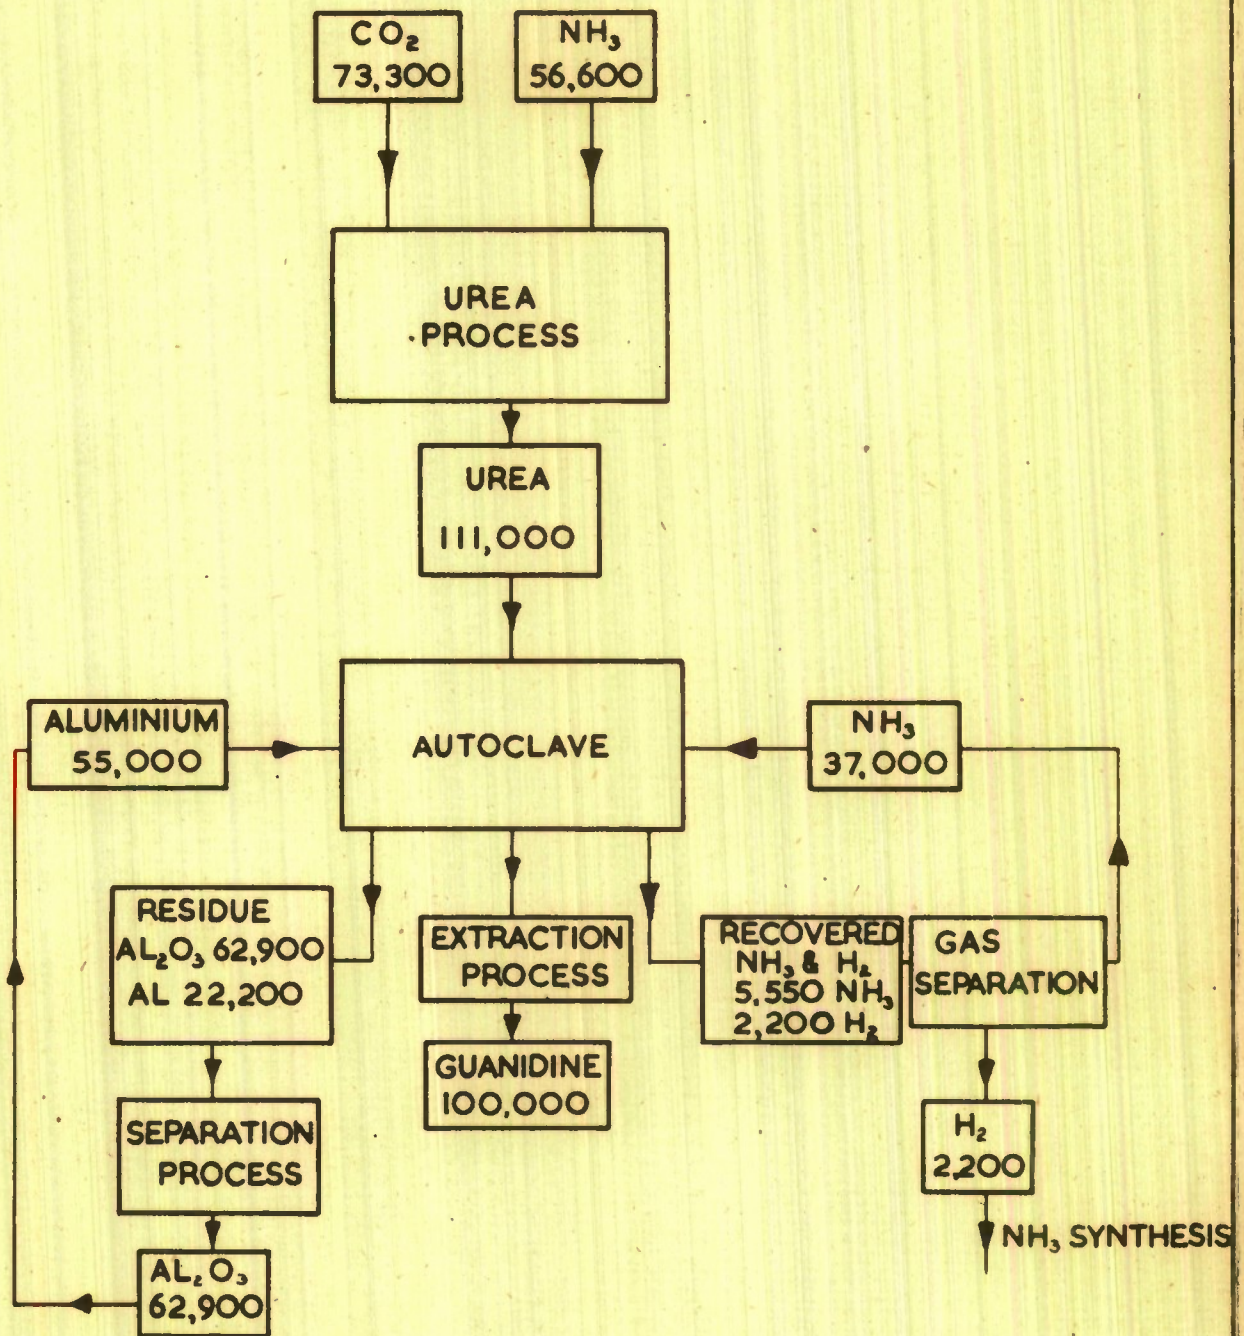 CO₂
73,300
NH₃
56,600
UREA
PROCESS
UREA
111,000
ALUMINIUM
55,000
AUTOCLAVE
NH₃
37,000
RESIDUE
AL₂O₃ 62,900
AL 22,200
EXTRACTION
PROCESS
RECOVERED
NH₃ & H₂
5,550 NH₃
2,200 H₂
GAS
SEPARATION
GUANIDINE
100,000
SEPARATION
PROCESS
H₂
2,200
NH₃ SYNTHESIS
AL₂O₃
62,900